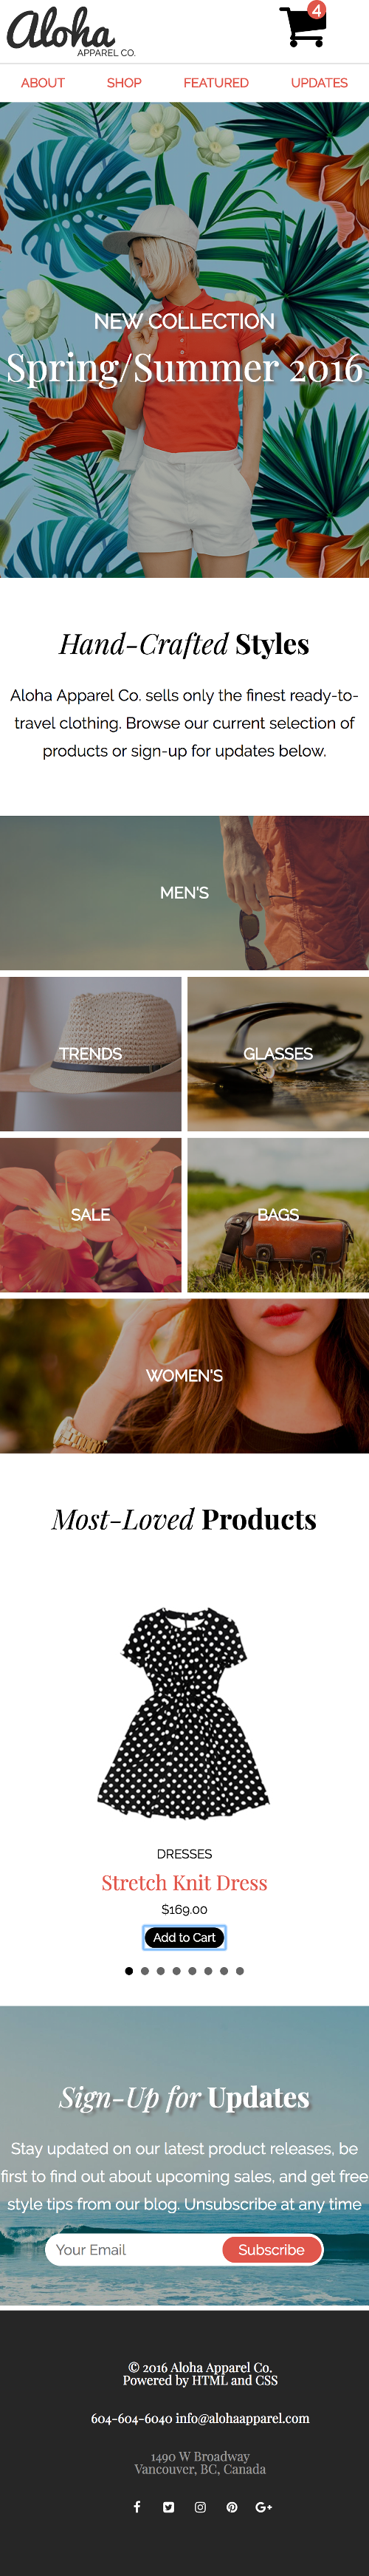 Aloha
APPAREL CO.
4
ABOUT SHOP FEATURED UPDATES
NEW COLLECTION
Spring/Summer 2016
Hand-Crafted Styles
Aloha Apparel Co. sells only the finest ready-to-
travel clothing. Browse our current selection of
products or sign-up for updates below.
MEN'S
TRENDS GLASSES
SALE BAGS
WOMEN'S
Most-Loved Products
DRESSES
Stretch Knit Dress
$169.00
Add to Cart
Sign-Up for Updates
Stay updated on our latest product releases, be
first to find out about upcoming sales, and get free
style tips from our blog. Unsubscribe at any time
Your Email Subscribe
© 2016 Aloha Apparel Co.
Powered by HTML and CSS
604-604-6040 info@alohaapparel.com
1490 W Broadway
Vancouver, BC, Canada